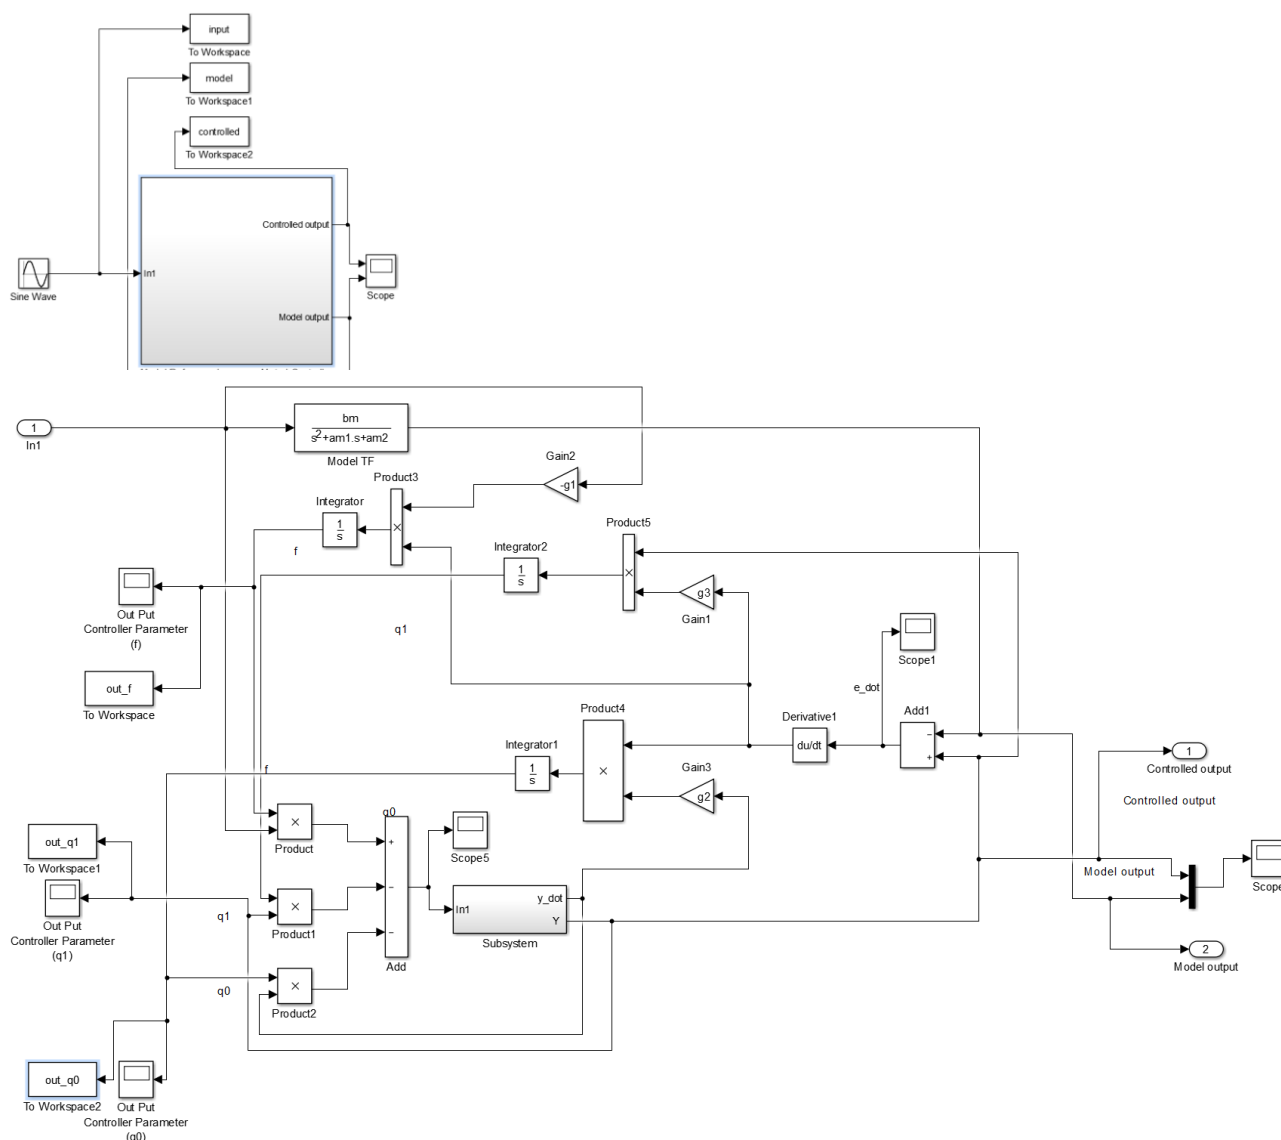 input
To Workspace
model
To Workspace1
controlled
To Workspace2
Controlled output
In1
Sine Wave
Scope
Model output
1
In1
bm
s²+am1.s+am2
Model TF
Gain2
-g1
Product3
Integrator
1
s
×
f
Product5
×
Integrator2
1
s
g3
Gain1
Out Put
Controller Parameter
(f)
q1
Scope1
out_f
To Workspace
e_dot
Product4
×
Derivative1
du/dt
Add1
−
+
1
Controlled output
Controlled output
Integrator1
1
s
f
Gain3
g2
q0
×
Product
+
−
−
Add
Scope5
out_q1
To Workspace1
Out Put
Controller Parameter
(q1)
q1
×
Product1
In1
y_dot
Y
Subsystem
Model output
Scope
2
Model output
q0
×
Product2
out_q0
To Workspace2
Out Put
Controller Parameter
(q0)